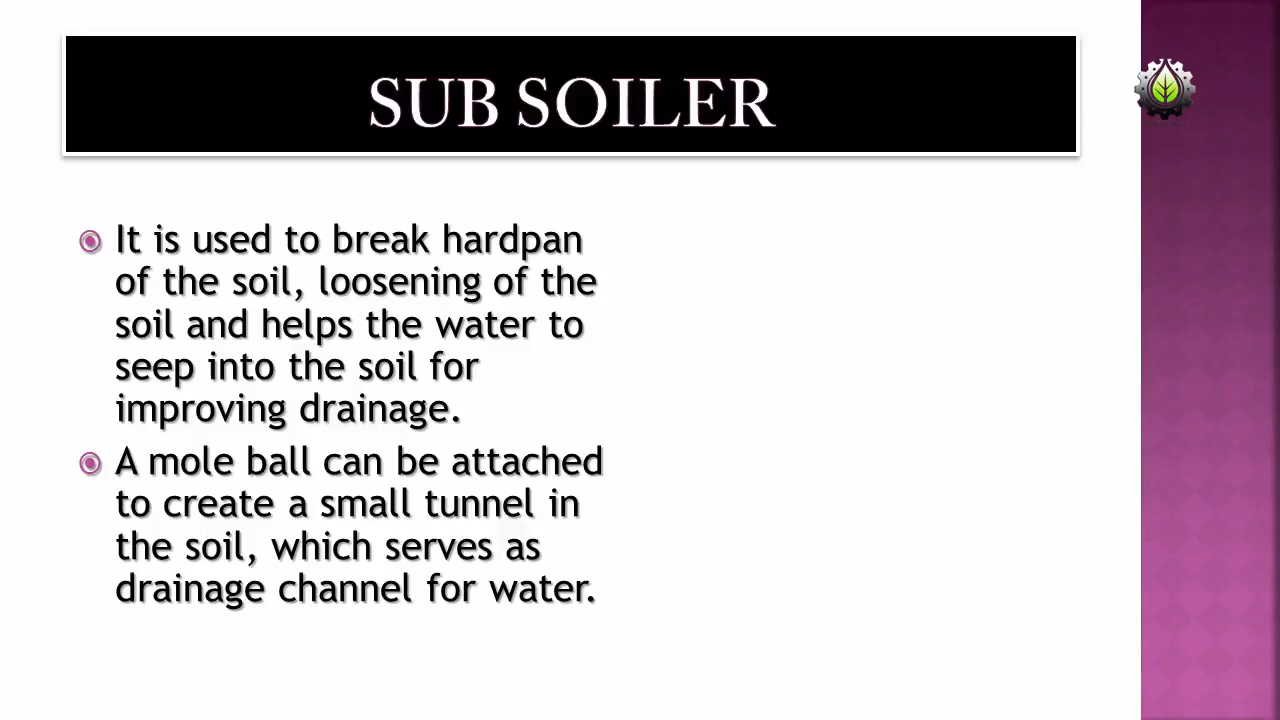 SUB SOILER
It is used to break hardpan
of the soil, loosening of the
soil and helps the water to
seep into the soil for
improving drainage.
A mole ball can be attached
to create a small tunnel in
the soil, which serves as
drainage channel for water.